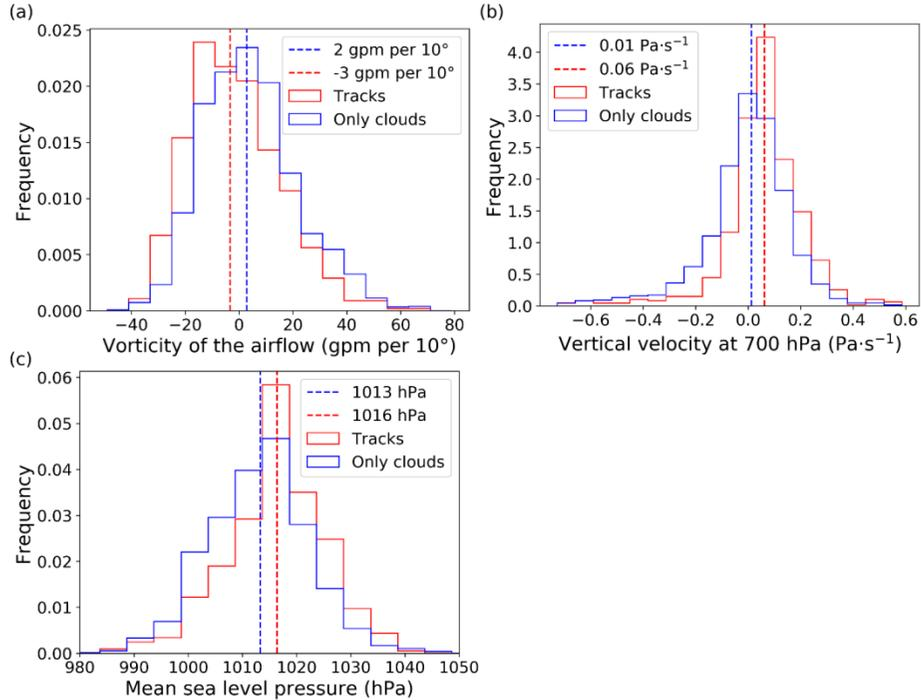 (a)
0.025
0.020
0.015
0.010
0.005
0.000
Frequency
2 gpm per 10°
-3 gpm per 10°
Tracks
Only clouds
−40 −20 0 20 40 60 80
Vorticity of the airflow (gpm per 10°)
(b)
4.0
3.5
3.0
2.5
2.0
1.5
1.0
0.5
0.0
Frequency
0.01 Pa·s⁻¹
0.06 Pa·s⁻¹
Tracks
Only clouds
−0.6 −0.4 −0.2 0.0 0.2 0.4 0.6
Vertical velocity at 700 hPa (Pa·s⁻¹)
(c)
0.06
0.05
0.04
0.03
0.02
0.01
0.00
Frequency
1013 hPa
1016 hPa
Tracks
Only clouds
980 990 1000 1010 1020 1030 1040 1050
Mean sea level pressure (hPa)